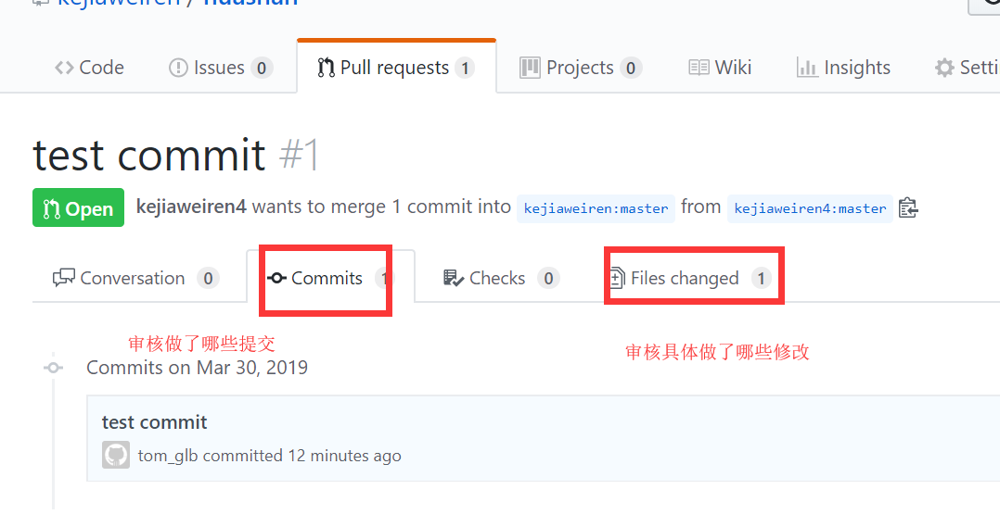 kejiaweiren / huashan
Code Issues 0 Pull requests 1 Projects 0 Wiki Insights Setti
test commit #1
Open kejiaweiren4 wants to merge 1 commit into kejiaweiren:master from kejiaweiren4:master
Conversation 0 Commits 1 Checks 0 Files changed 1
审核做了哪些提交
审核具体做了哪些修改
Commits on Mar 30, 2019
test commit
tom_glb committed 12 minutes ago